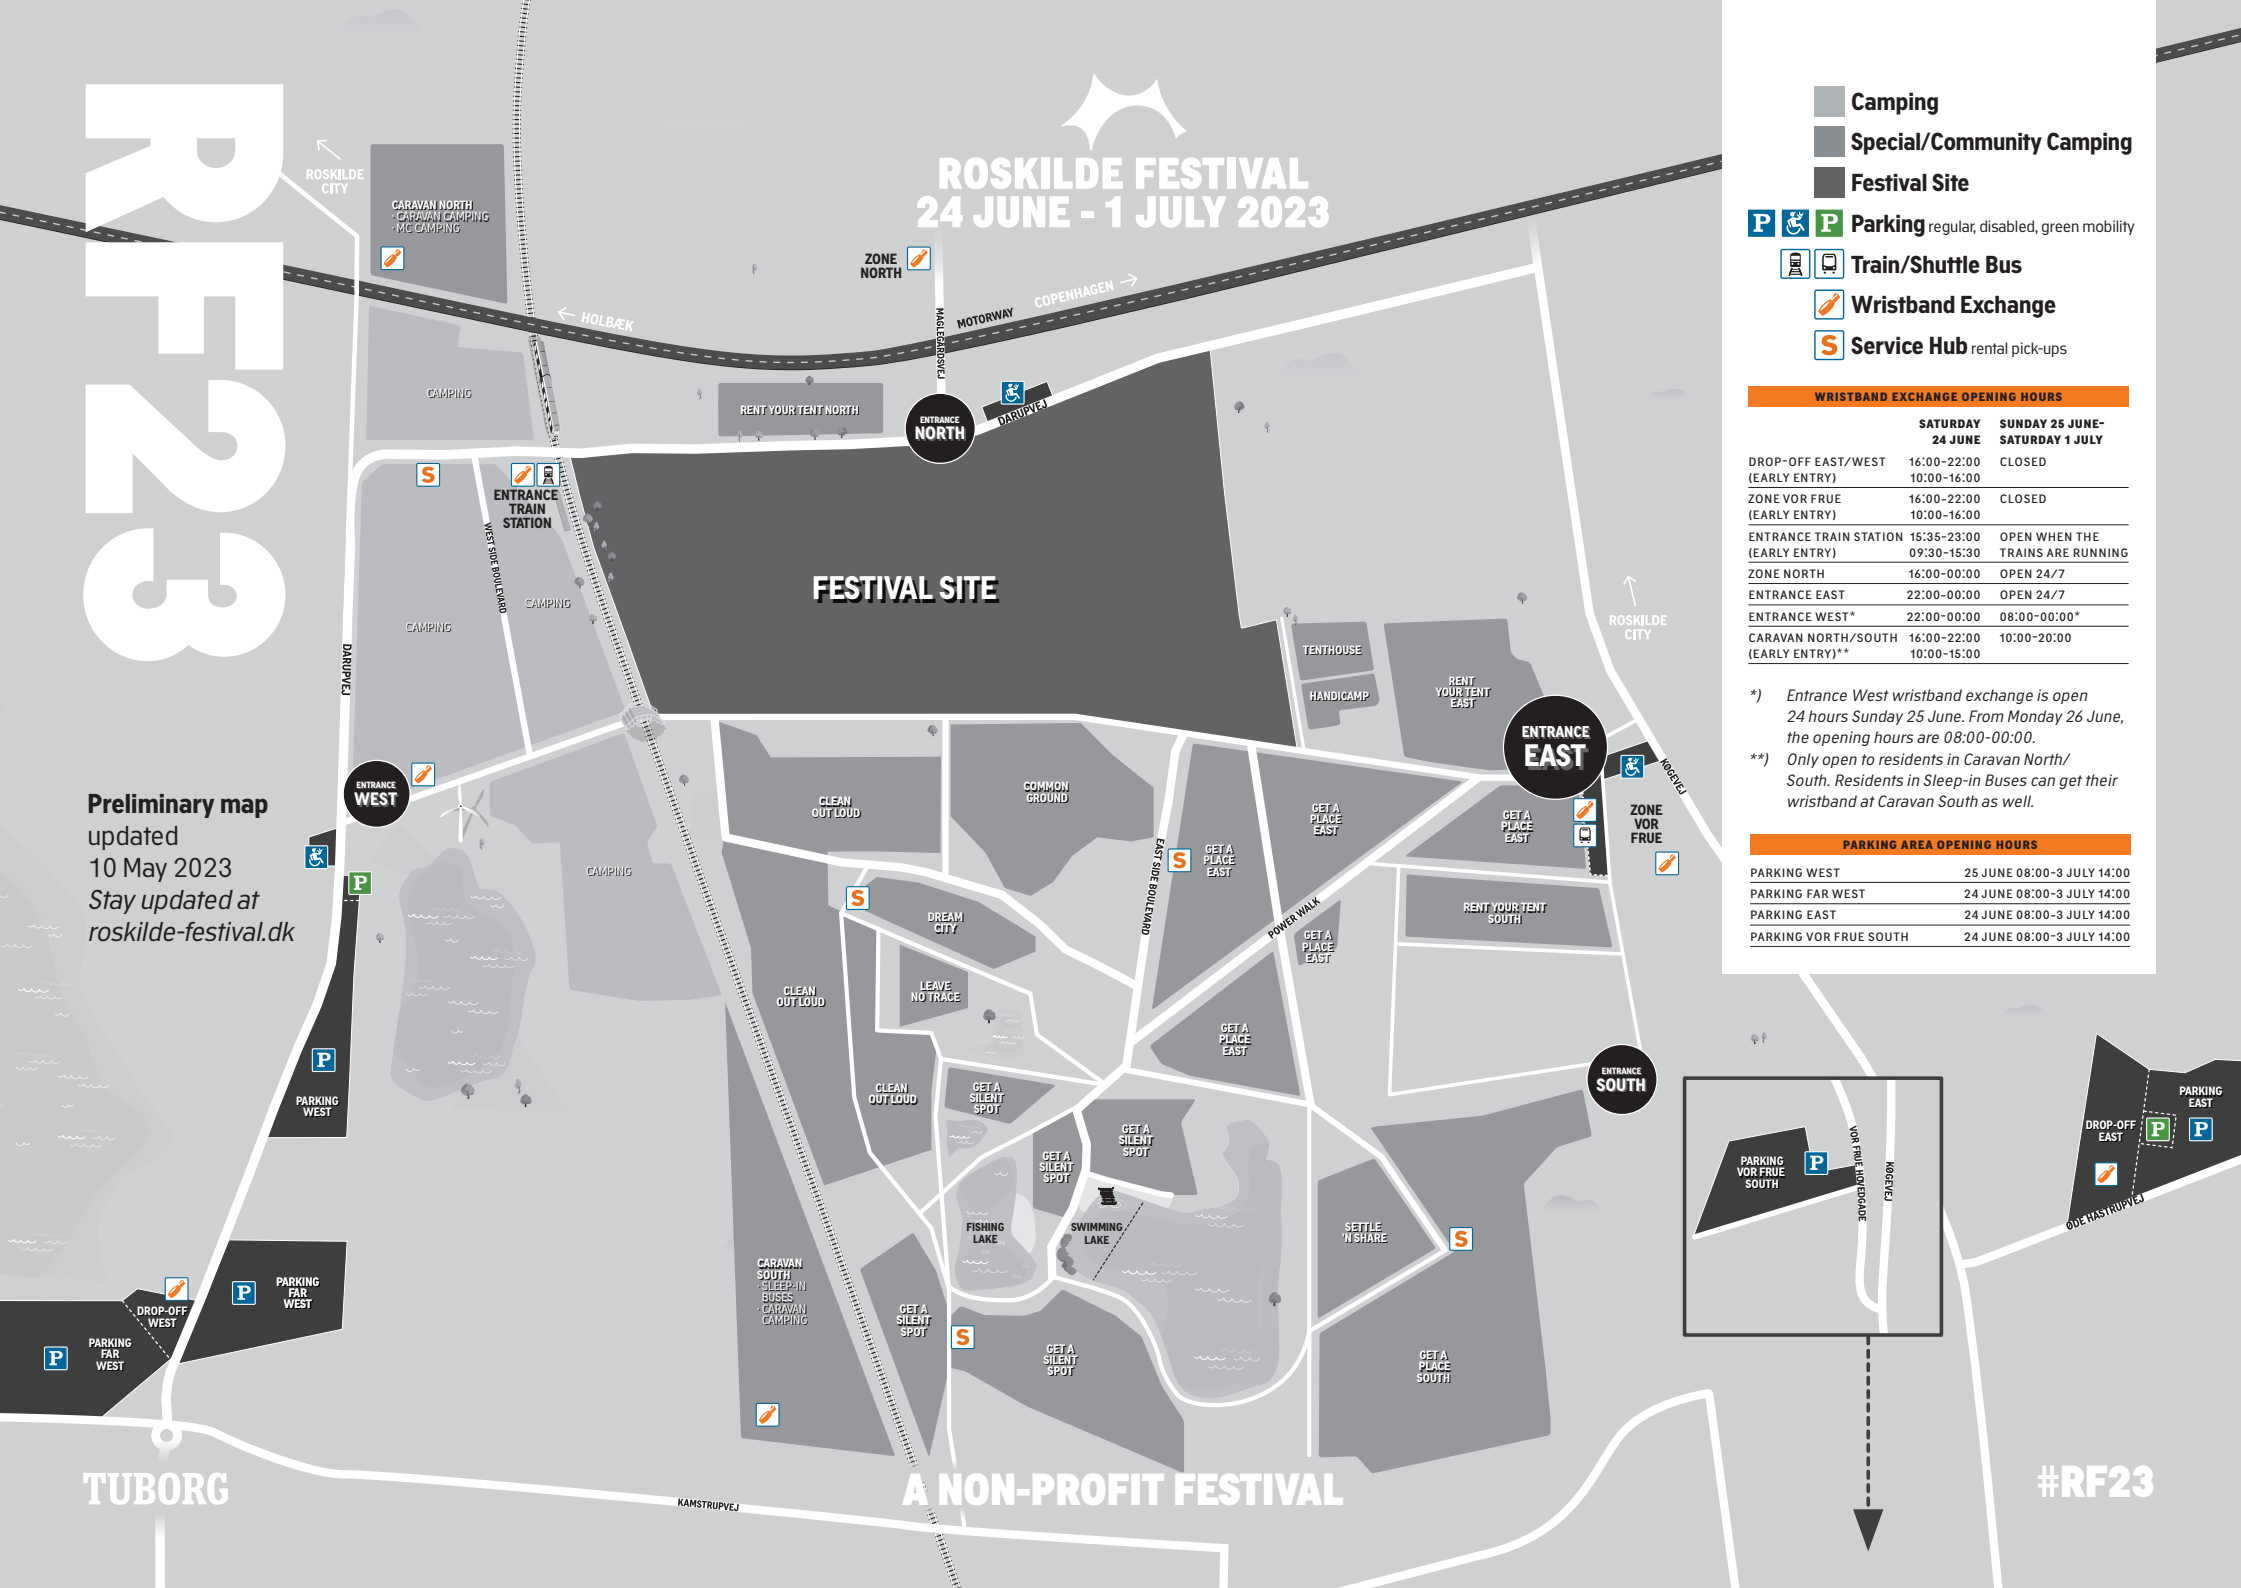 RF23
ROSKILDE FESTIVAL
24 JUNE - 1 JULY 2023
Preliminary map
updated
10 May 2023
Stay updated at
roskilde-festival.dk
ROSKILDE
CITY
CARAVAN NORTH
· CARAVAN CAMPING
· MC CAMPING
ZONE
NORTH
← HOLBÆK
MAGLEGÅRDSVEJ
MOTORWAY
COPENHAGEN →
CAMPING
RENT YOUR TENT NORTH
ENTRANCE
NORTH
DARUPVEJ
S
ENTRANCE
TRAIN
STATION
WEST SIDE BOULEVARD
CAMPING
CAMPING
DARUPVEJ
FESTIVAL SITE
ROSKILDE
CITY
TENTHOUSE
HANDICAMP
RENT
YOUR TENT
EAST
ENTRANCE
EAST
KØGEVEJ
ZONE
VOR
FRUE
ENTRANCE
WEST
P
CAMPING
CLEAN
OUT LOUD
COMMON
GROUND
EAST SIDE BOULEVARD
S
GET A
PLACE
EAST
GET A
PLACE
EAST
GET A
PLACE
EAST
POWER WALK
GET A
PLACE
EAST
RENT YOUR TENT
SOUTH
S
DREAM
CITY
LEAVE
NO TRACE
CLEAN
OUT LOUD
CLEAN
OUT LOUD
GET A
PLACE
EAST
ENTRANCE
SOUTH
P
PARKING
WEST
GET A
SILENT
SPOT
GET A
SILENT
SPOT
GET A
SILENT
SPOT
FISHING
LAKE
SWIMMING
LAKE
SETTLE
'N SHARE
S
CARAVAN
SOUTH
· SLEEP-IN
BUSES
· CARAVAN
CAMPING
GET A
SILENT
SPOT
S
GET A
SILENT
SPOT
GET A
PLACE
SOUTH
P
PARKING
FAR
WEST
DROP-OFF
WEST
P
PARKING
FAR
WEST
PARKING
VOR FRUE
SOUTH
P
VOR FRUE HOVEDGADE
KØGEVEJ
PARKING
EAST
DROP-OFF
EAST
P
P
ØDE HASTRUPVEJ
TUBORG
KAMSTRUPVEJ
A NON-PROFIT FESTIVAL
#RF23
Camping
Special/Community Camping
Festival Site
P P Parking regular, disabled, green mobility
Train/Shuttle Bus
Wristband Exchange
S Service Hub rental pick-ups
WRISTBAND EXCHANGE OPENING HOURS
SATURDAY SUNDAY 25 JUNE-
24 JUNE SATURDAY 1 JULY
DROP-OFF EAST/WEST 16:00-22:00 CLOSED
(EARLY ENTRY) 10:00-16:00
ZONE VOR FRUE 16:00-22:00 CLOSED
(EARLY ENTRY) 10:00-16:00
ENTRANCE TRAIN STATION 15:35-23:00 OPEN WHEN THE
(EARLY ENTRY) 09:30-15:30 TRAINS ARE RUNNING
ZONE NORTH 16:00-00:00 OPEN 24/7
ENTRANCE EAST 22:00-00:00 OPEN 24/7
ENTRANCE WEST* 22:00-00:00 08:00-00:00*
CARAVAN NORTH/SOUTH 16:00-22:00 10:00-20:00
(EARLY ENTRY)** 10:00-15:00
*) Entrance West wristband exchange is open
24 hours Sunday 25 June. From Monday 26 June,
the opening hours are 08:00-00:00.
**) Only open to residents in Caravan North/
South. Residents in Sleep-in Buses can get their
wristband at Caravan South as well.
PARKING AREA OPENING HOURS
PARKING WEST 25 JUNE 08:00-3 JULY 14:00
PARKING FAR WEST 24 JUNE 08:00-3 JULY 14:00
PARKING EAST 24 JUNE 08:00-3 JULY 14:00
PARKING VOR FRUE SOUTH 24 JUNE 08:00-3 JULY 14:00